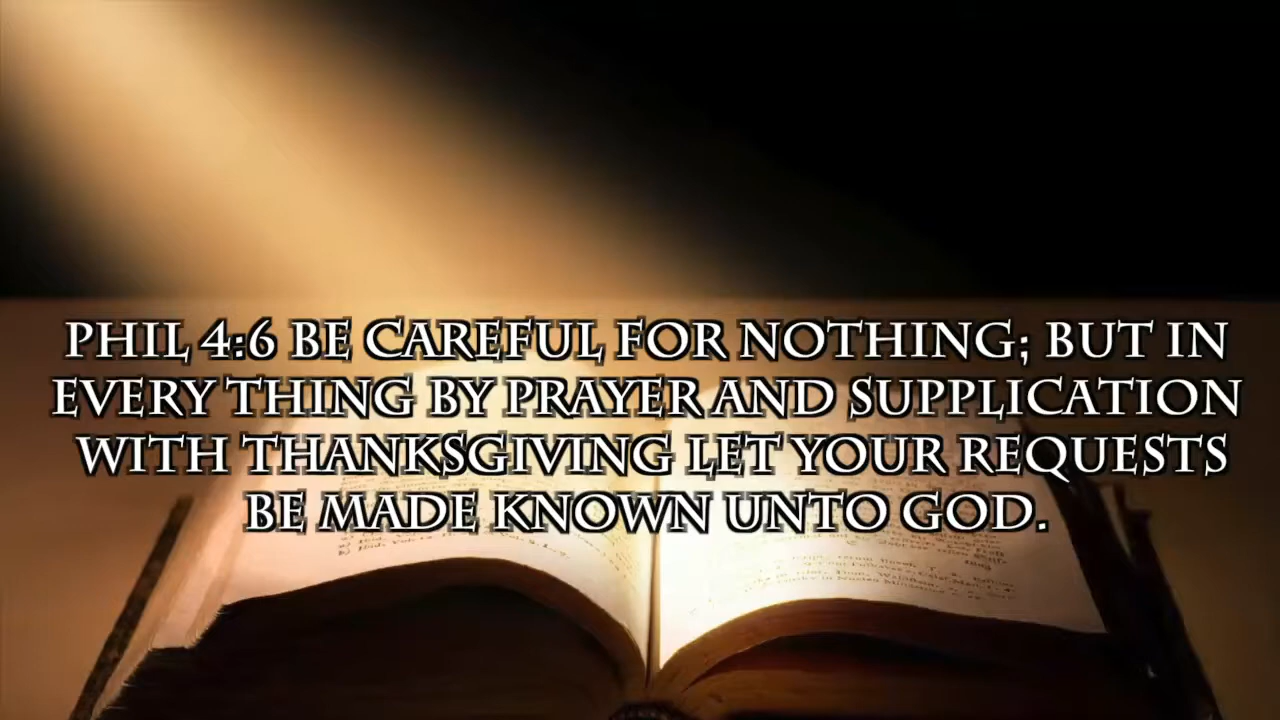 PHIL 4:6 BE CAREFUL FOR NOTHING; BUT IN
EVERY THING BY PRAYER AND SUPPLICATION
WITH THANKSGIVING LET YOUR REQUESTS
BE MADE KNOWN UNTO GOD.